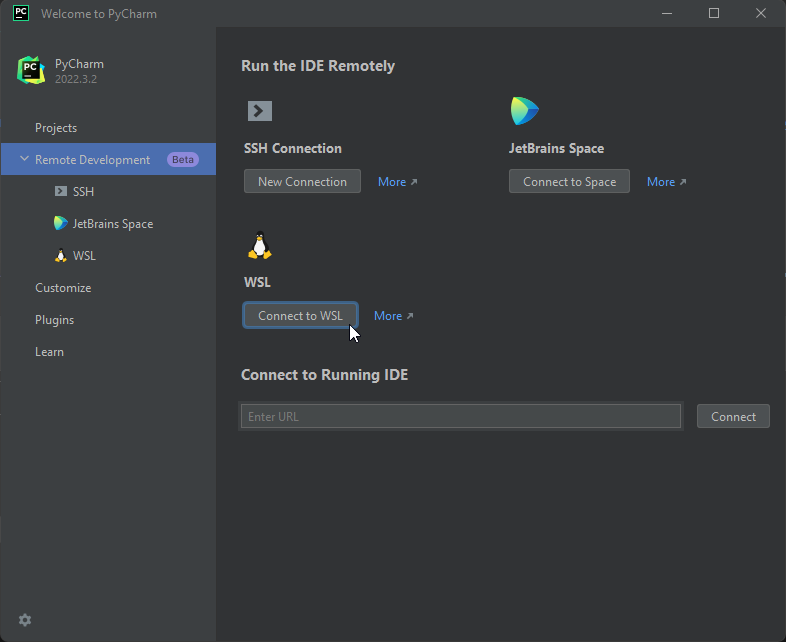 PC Welcome to PyCharm
PC PyCharm
2022.3.2
Projects
Remote Development Beta
SSH
JetBrains Space
WSL
Customize
Plugins
Learn
Run the IDE Remotely
SSH Connection
New Connection More
JetBrains Space
Connect to Space More
WSL
Connect to WSL More
Connect to Running IDE
Enter URL Connect